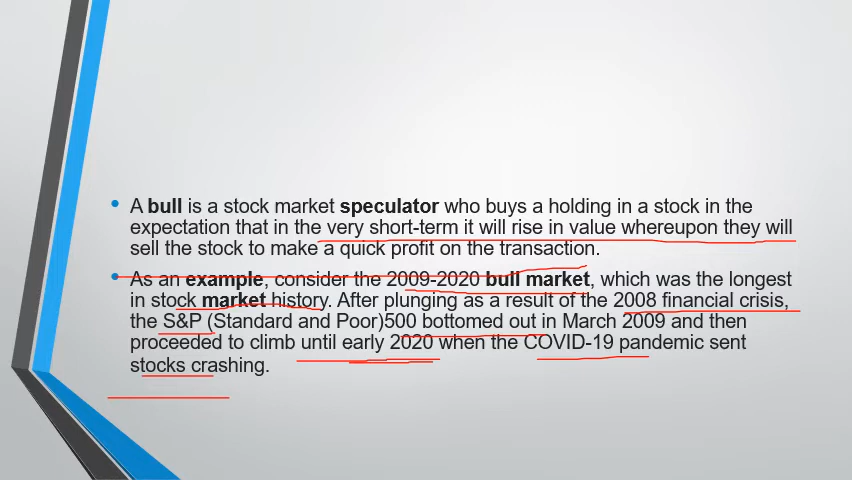 A bull is a stock market speculator who buys a holding in a stock in the
expectation that in the very short-term it will rise in value whereupon they will
sell the stock to make a quick profit on the transaction.
As an example, consider the 2009-2020 bull market, which was the longest
in stock market history. After plunging as a result of the 2008 financial crisis,
the S&P (Standard and Poor)500 bottomed out in March 2009 and then
proceeded to climb until early 2020 when the COVID-19 pandemic sent
stocks crashing.